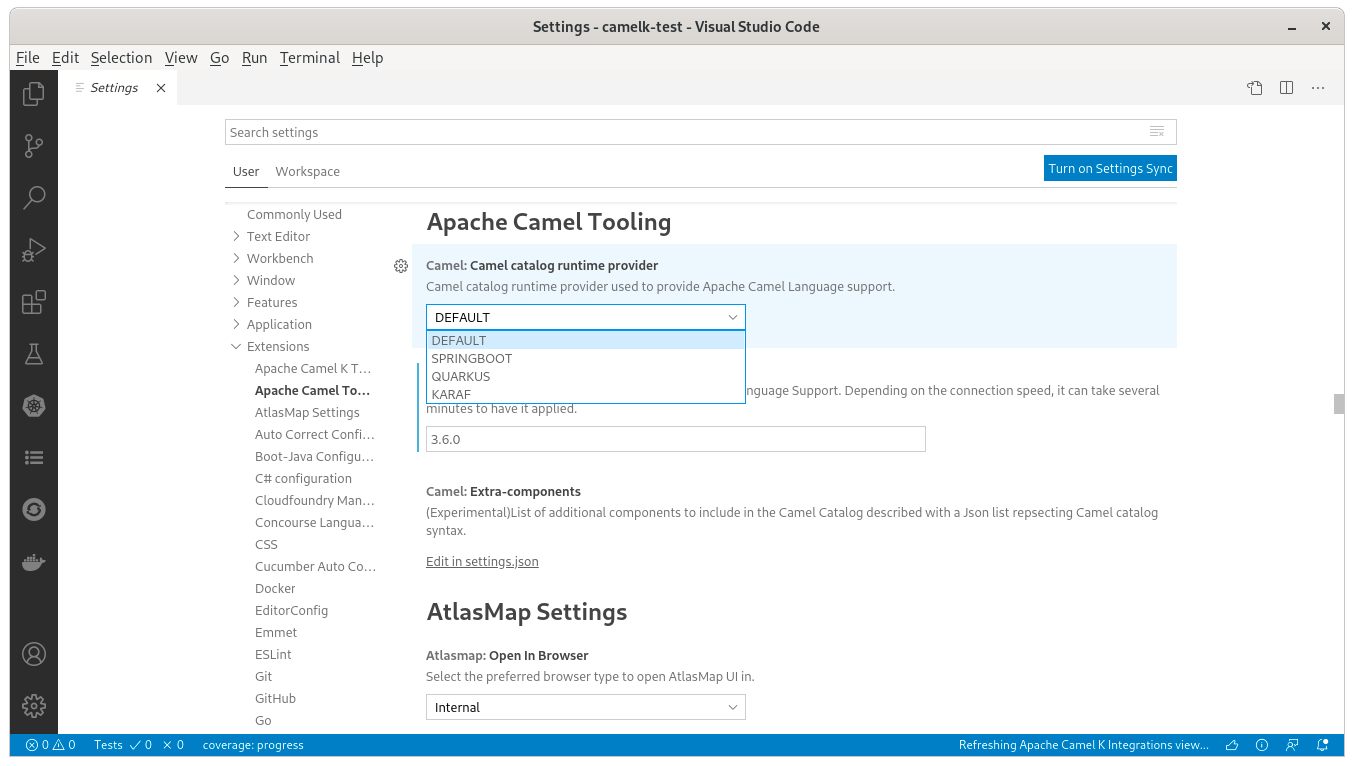 Settings - camelk-test - Visual Studio Code
File Edit Selection View Go Run Terminal Help
Settings
Search settings
User Workspace
Turn on Settings Sync
Commonly Used
Text Editor
Workbench
Window
Features
Application
Extensions
Apache Camel K T...
Apache Camel To...
AtlasMap Settings
Auto Correct Confi...
Boot-Java Configu...
C# configuration
Cloudfoundry Man...
Concourse Langua...
CSS
Cucumber Auto Co...
Docker
EditorConfig
Emmet
ESLint
Git
GitHub
Go
Apache Camel Tooling
Camel: Camel catalog runtime provider
Camel catalog runtime provider used to provide Apache Camel Language support.
DEFAULT
DEFAULT
SPRINGBOOT
QUARKUS
KARAF
nguage Support. Depending on the connection speed, it can take several
minutes to have it applied.
3.6.0
Camel: Extra-components
(Experimental)List of additional components to include in the Camel Catalog described with a Json list repsecting Camel catalog
syntax.
Edit in settings.json
AtlasMap Settings
Atlasmap: Open In Browser
Select the preferred browser type to open AtlasMap UI in.
Internal
0 0 Tests 0 0 coverage: progress
Refreshing Apache Camel K Integrations view...